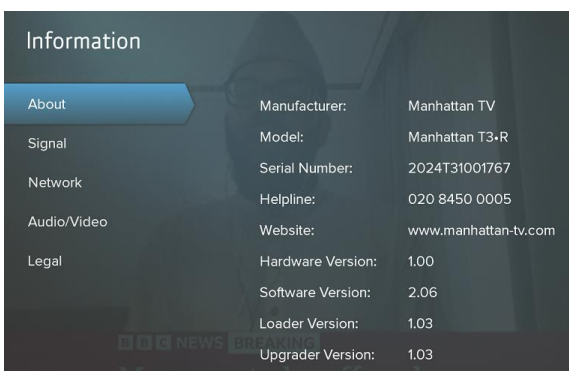 Information
About
Signal
Network
Audio/Video
Legal
Manufacturer: Manhattan TV
Model: Manhattan T3•R
Serial Number: 2024T31001767
Helpline: 020 8450 0005
Website: www.manhattan-tv.com
Hardware Version: 1.00
Software Version: 2.06
Loader Version: 1.03
Upgrader Version: 1.03
BBC NEWS BREAKING